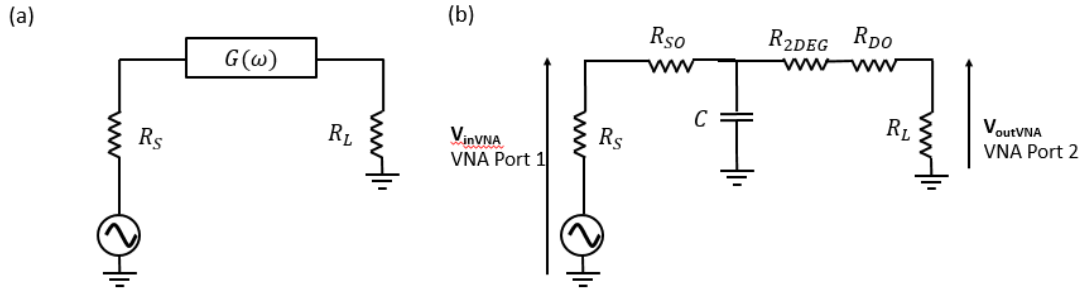 (a)
G(ω)
R_S
R_L
(b)
R_SO
R_2DEG
R_DO
C
R_S
R_L
V_inVNA
VNA Port 1
V_outVNA
VNA Port 2